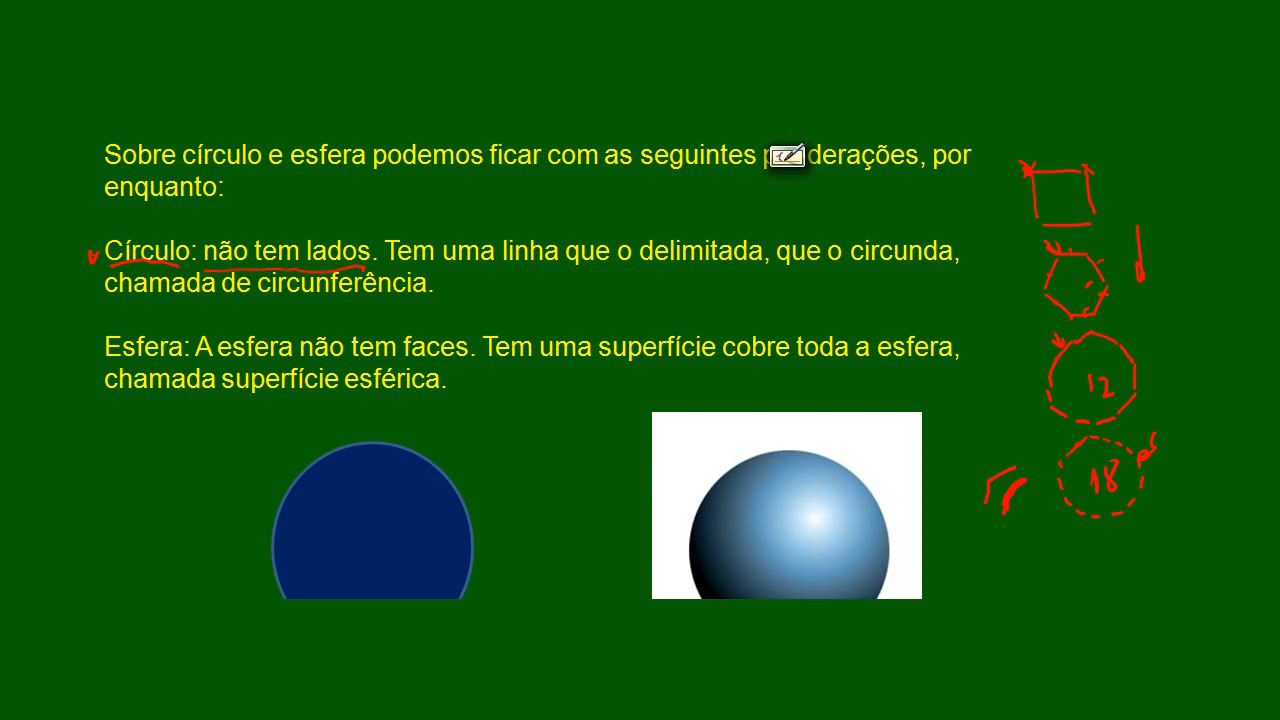 Sobre círculo e esfera podemos ficar com as seguintes derações, por
enquanto:
Círculo: não tem lados. Tem uma linha que o delimitada, que o circunda,
chamada de circunferência.
Esfera: A esfera não tem faces. Tem uma superfície cobre toda a esfera,
chamada superfície esférica.
12
18